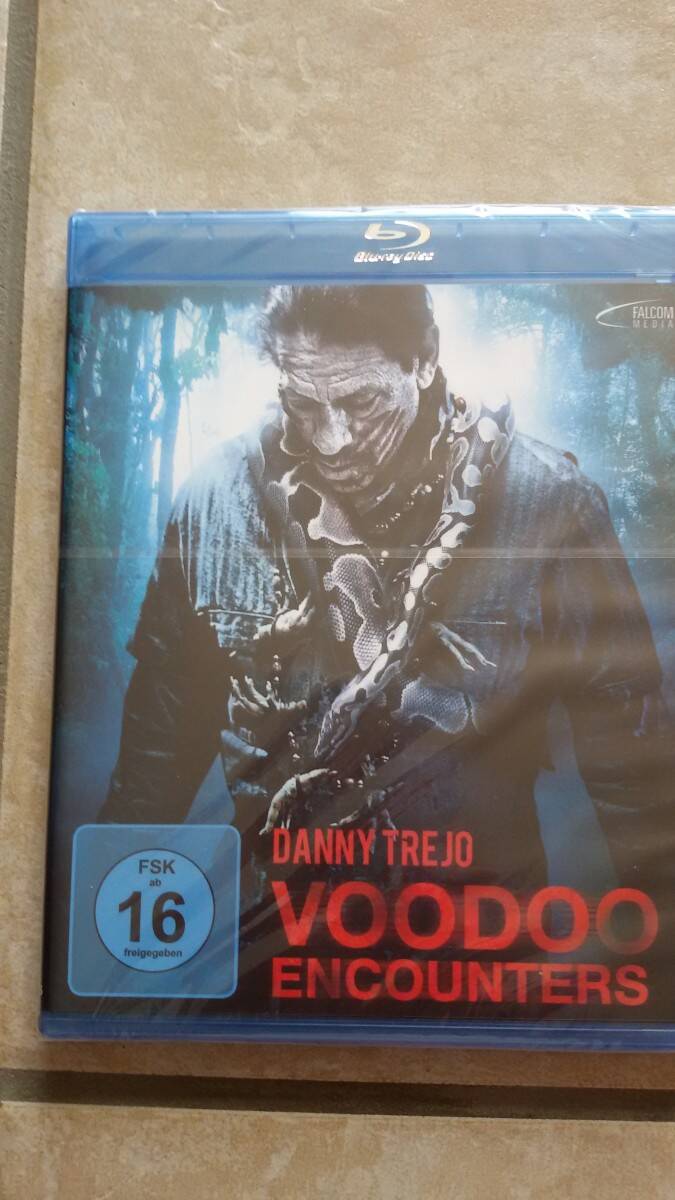 Blu-ray Disc
FALCOM
MEDIA
DANNY TREJO
VOODOO
ENCOUNTERS
FSK
ab
16
freigegeben